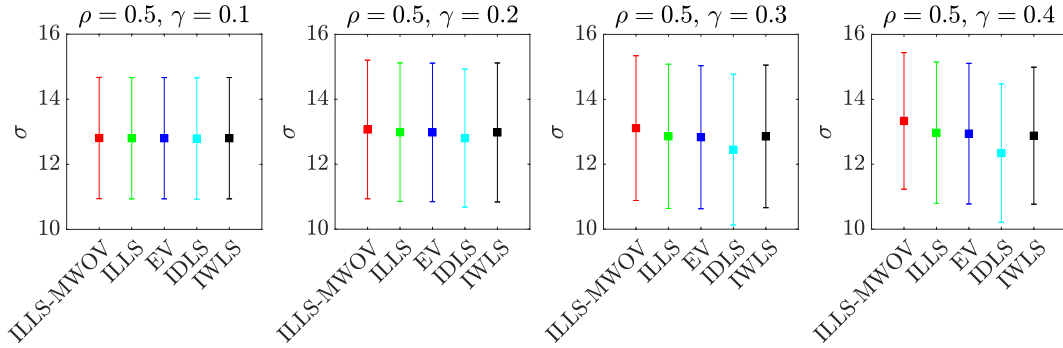 ρ = 0.5, γ = 0.1
16
14
12
10
σ
ILLS-MWOV
ILLS
EV
IDLS
IWLS
ρ = 0.5, γ = 0.2
16
14
12
10
σ
ILLS-MWOV
ILLS
EV
IDLS
IWLS
ρ = 0.5, γ = 0.3
16
14
12
10
σ
ILLS-MWOV
ILLS
EV
IDLS
IWLS
ρ = 0.5, γ = 0.4
16
14
12
10
σ
ILLS-MWOV
ILLS
EV
IDLS
IWLS